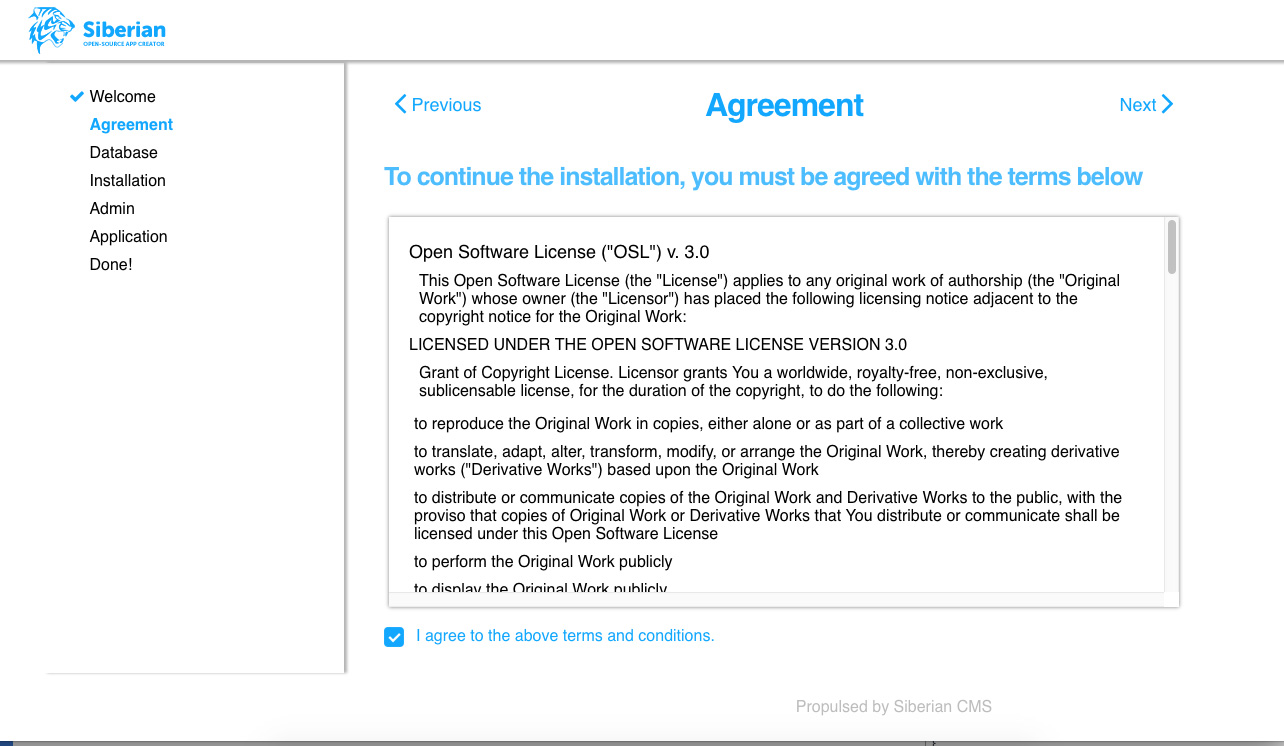 Siberian
OPEN-SOURCE APP CREATOR
Welcome
Agreement
Database
Installation
Admin
Application
Done!
Previous
Agreement
Next
To continue the installation, you must be agreed with the terms below
Open Software License ("OSL") v. 3.0
This Open Software License (the "License") applies to any original work of authorship (the "Original
Work") whose owner (the "Licensor") has placed the following licensing notice adjacent to the
copyright notice for the Original Work:
LICENSED UNDER THE OPEN SOFTWARE LICENSE VERSION 3.0
Grant of Copyright License. Licensor grants You a worldwide, royalty-free, non-exclusive,
sublicensable license, for the duration of the copyright, to do the following:
to reproduce the Original Work in copies, either alone or as part of a collective work
to translate, adapt, alter, transform, modify, or arrange the Original Work, thereby creating derivative
works ("Derivative Works") based upon the Original Work
to distribute or communicate copies of the Original Work and Derivative Works to the public, with the
proviso that copies of Original Work or Derivative Works that You distribute or communicate shall be
licensed under this Open Software License
to perform the Original Work publicly
to display the Original Work publicly
I agree to the above terms and conditions.
Propulsed by Siberian CMS